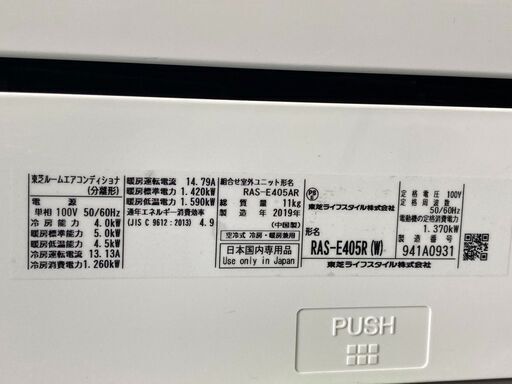 東芝ルームエアコンディショナ
(分離形)
電源
単相 100V 50/60Hz
冷房能力 4.0kW
暖房標準能力 5.0kW
暖房低温能力 4.5kW
冷房運転電流 13.13A
冷房消費電力 1.260kW
暖房運転電流 14.79A
暖房標準電力 1.420kW
暖房低温電力 1.590kW
通年エネルギー消費効率
(JIS C 9612:2013) 4.9
組合せ室外ユニット形名
RAS-E405AR
総質量 11kg
製造 2019年
(中国製)
空冷式 冷房・暖房兼用
日本国内専用品
Use only in Japan
PS
E
東芝ライフスタイル株式会社
定格電圧 100V
定格周波数
50/60Hz
電動機の定格消費電力
1.370kW
形名
RAS-E405R(W)
製造番号
941A0931
東芝ライフスタイル株式会社
PUSH